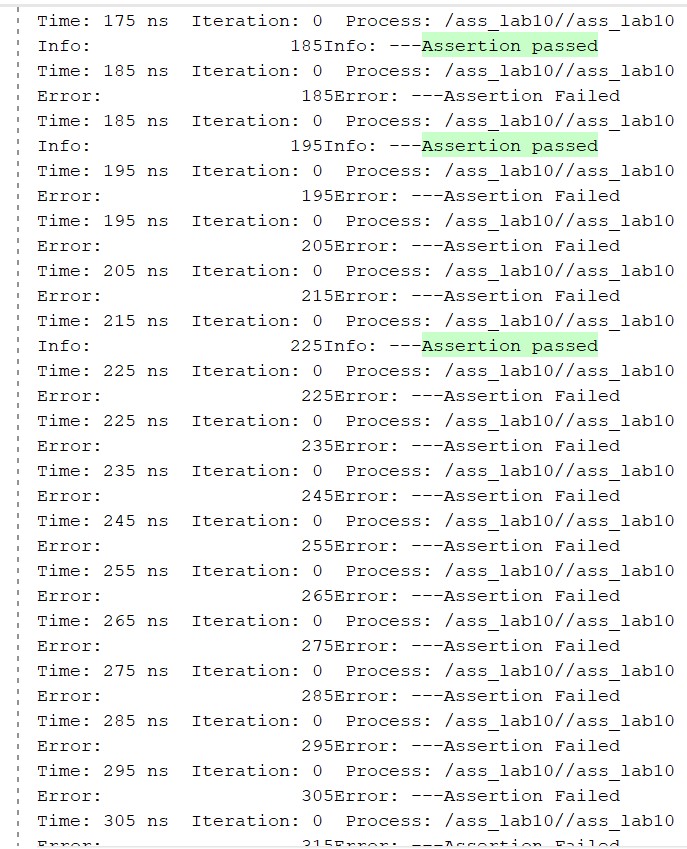 Time: 175 ns  Iteration: 0  Process: /ass_lab10//ass_lab10
Info:                  185Info: ---Assertion passed
Time: 185 ns  Iteration: 0  Process: /ass_lab10//ass_lab10
Error:                  185Error: ---Assertion Failed
Time: 185 ns  Iteration: 0  Process: /ass_lab10//ass_lab10
Info:                  195Info: ---Assertion passed
Time: 195 ns  Iteration: 0  Process: /ass_lab10//ass_lab10
Error:                  195Error: ---Assertion Failed
Time: 195 ns  Iteration: 0  Process: /ass_lab10//ass_lab10
Error:                  205Error: ---Assertion Failed
Time: 205 ns  Iteration: 0  Process: /ass_lab10//ass_lab10
Error:                  215Error: ---Assertion Failed
Time: 215 ns  Iteration: 0  Process: /ass_lab10//ass_lab10
Info:                  225Info: ---Assertion passed
Time: 225 ns  Iteration: 0  Process: /ass_lab10//ass_lab10
Error:                  225Error: ---Assertion Failed
Time: 225 ns  Iteration: 0  Process: /ass_lab10//ass_lab10
Error:                  235Error: ---Assertion Failed
Time: 235 ns  Iteration: 0  Process: /ass_lab10//ass_lab10
Error:                  245Error: ---Assertion Failed
Time: 245 ns  Iteration: 0  Process: /ass_lab10//ass_lab10
Error:                  255Error: ---Assertion Failed
Time: 255 ns  Iteration: 0  Process: /ass_lab10//ass_lab10
Error:                  265Error: ---Assertion Failed
Time: 265 ns  Iteration: 0  Process: /ass_lab10//ass_lab10
Error:                  275Error: ---Assertion Failed
Time: 275 ns  Iteration: 0  Process: /ass_lab10//ass_lab10
Error:                  285Error: ---Assertion Failed
Time: 285 ns  Iteration: 0  Process: /ass_lab10//ass_lab10
Error:                  295Error: ---Assertion Failed
Time: 295 ns  Iteration: 0  Process: /ass_lab10//ass_lab10
Error:                  305Error: ---Assertion Failed
Time: 305 ns  Iteration: 0  Process: /ass_lab10//ass_lab10
Error:                  315Error: ---Assertion Failed